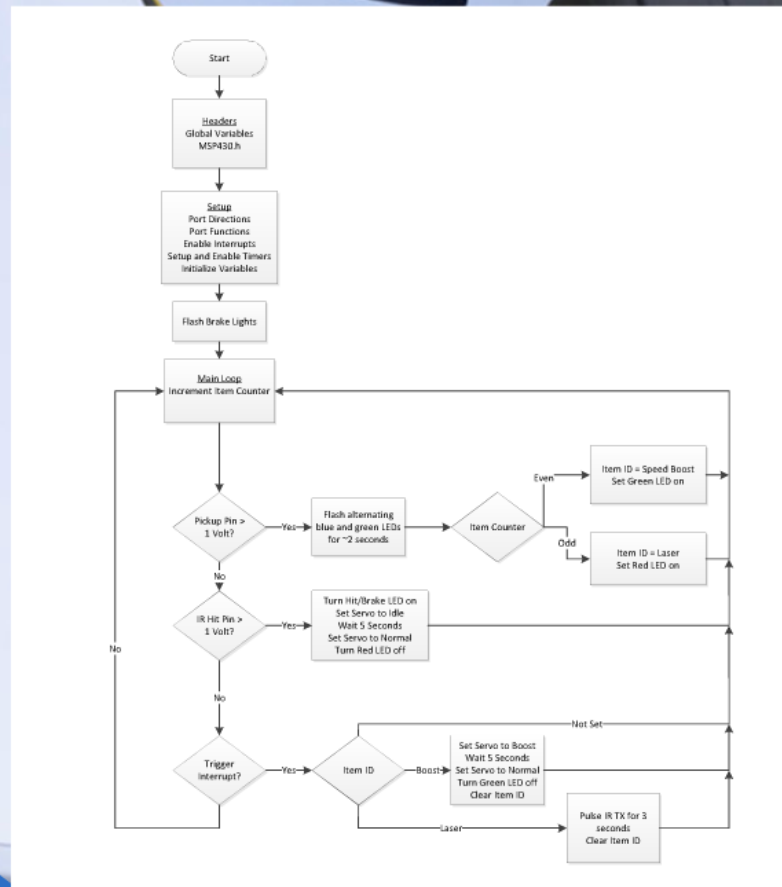 Start
Headers
Global Variables
MSP430.h
Setup
Port Directions
Port Functions
Enable Interrupts
Setup and Enable Timers
Initialize Variables
Flash Brake Lights
Main Loop
Increment Item Counter
Pickup Pin >
1 Volt?
Yes
Flash alternating
blue and green LEDs
for ~2 seconds
Item Counter
Even
Item ID = Speed Boost
Set Green LED on
Odd
Item ID = Laser
Set Red LED on
No
IR Hit Pin >
1 Volt?
Yes
Turn Hit/Brake LED on
Set Servo to Idle
Wait 5 Seconds
Set Servo to Normal
Turn Red LED off
No
No
Trigger
Interrupt?
Yes
Item ID
Not Set
Boost
Set Servo to Boost
Wait 5 Seconds
Set Servo to Normal
Turn Green LED off
Clear Item ID
Laser
Pulse IR TX for 3
seconds
Clear Item ID